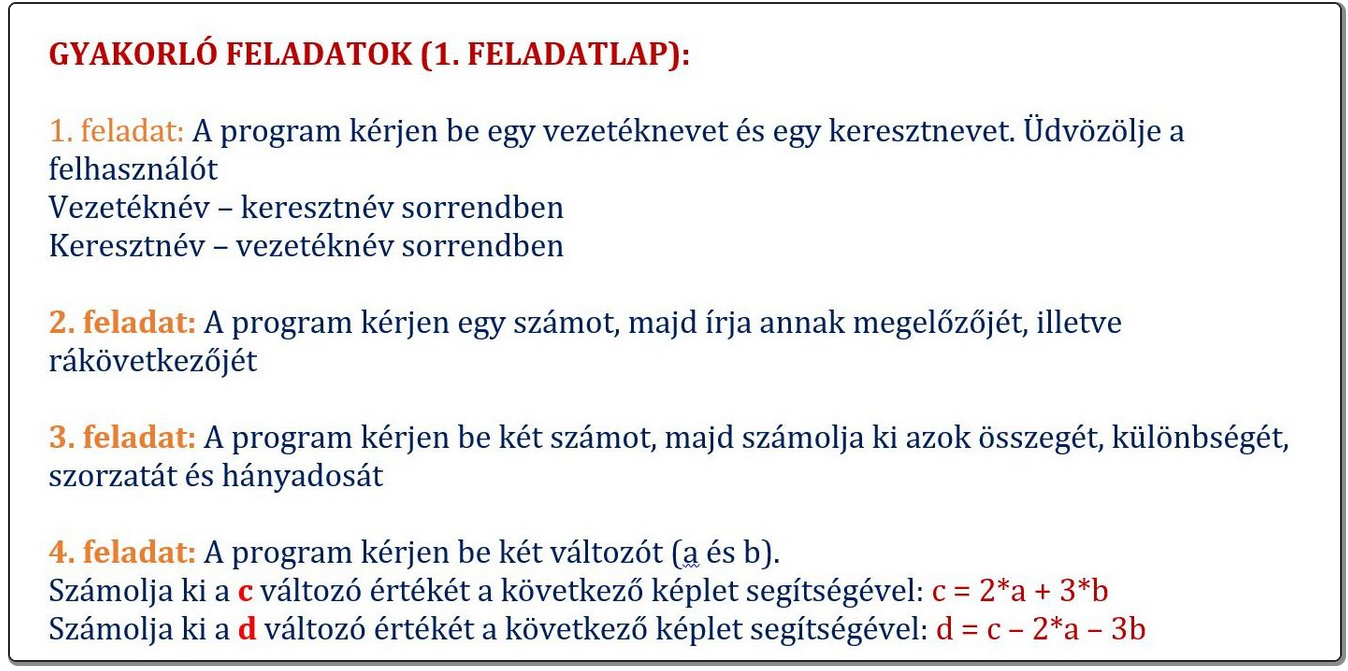 GYAKORLÓ FELADATOK (1. FELADATLAP):
1. feladat: A program kérjen be egy vezetéknevet és egy keresztnevet. Üdvözölje a
felhasználót
Vezetéknév – keresztnév sorrendben
Keresztnév – vezetéknév sorrendben
2. feladat: A program kérjen egy számot, majd írja annak megelőzőjét, illetve
rákövetkezőjét
3. feladat: A program kérjen be két számot, majd számolja ki azok összegét, különbségét,
szorzatát és hányadosát
4. feladat: A program kérjen be két változót (a és b).
Számolja ki a c változó értékét a következő képlet segítségével: c = 2*a + 3*b
Számolja ki a d változó értékét a következő képlet segítségével: d = c – 2*a – 3b